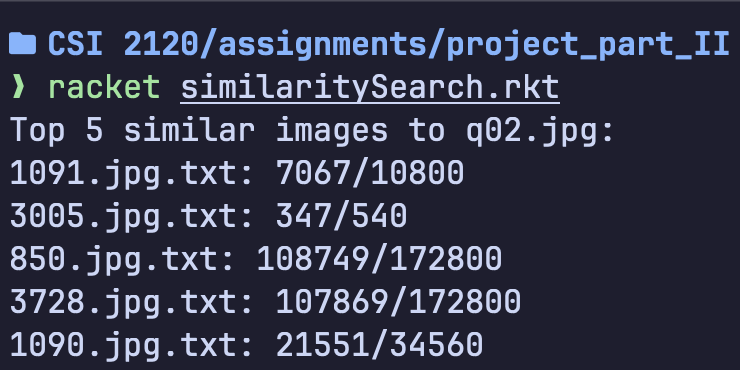 CSI 2120/assignments/project_part_II
❱ racket similaritySearch.rkt
Top 5 similar images to q02.jpg:
1091.jpg.txt: 7067/10800
3005.jpg.txt: 347/540
850.jpg.txt: 108749/172800
3728.jpg.txt: 107869/172800
1090.jpg.txt: 21551/34560